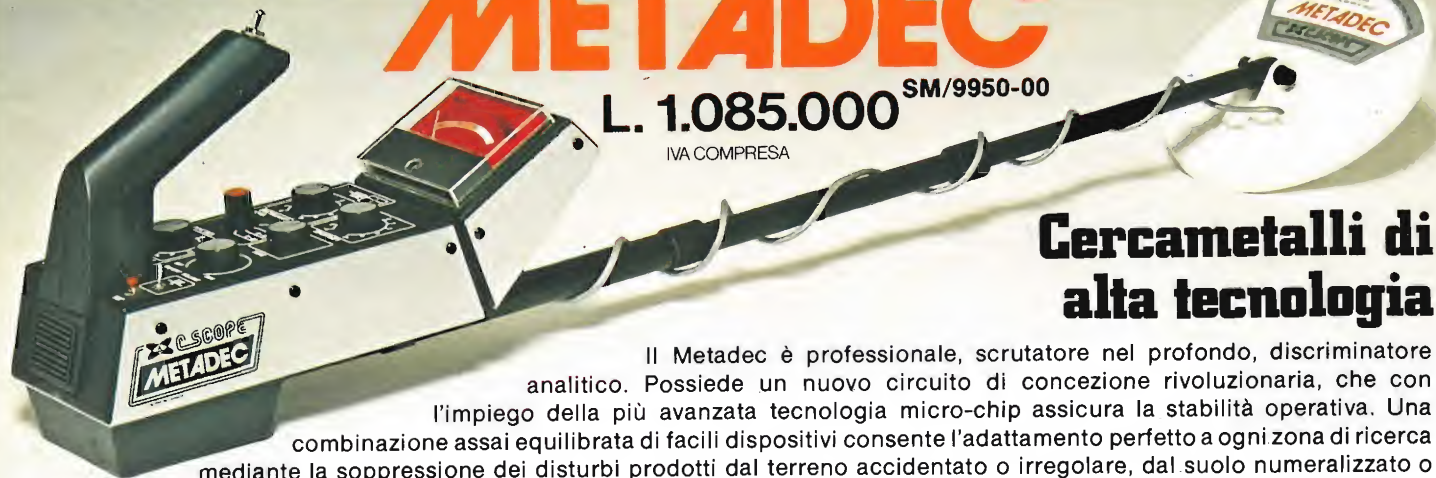 METADEC
L. 1.085.000 SM/9950-00
IVA COMPRESA
METADEC
C.SCOPE
Cercametalli di
alta tecnologia
C.SCOPE
METADEC
Il Metadec è professionale, scrutatore nel profondo, discriminatore
analitico. Possiede un nuovo circuito di concezione rivoluzionaria, che con
l'impiego della più avanzata tecnologia micro-chip assicura la stabilità operativa. Una
combinazione assai equilibrata di facili dispositivi consente l'adattamento perfetto a ogni zona di ricerca
mediante la soppressione dei disturbi prodotti dal terreno accidentato o irregolare, dal suolo numeralizzato o